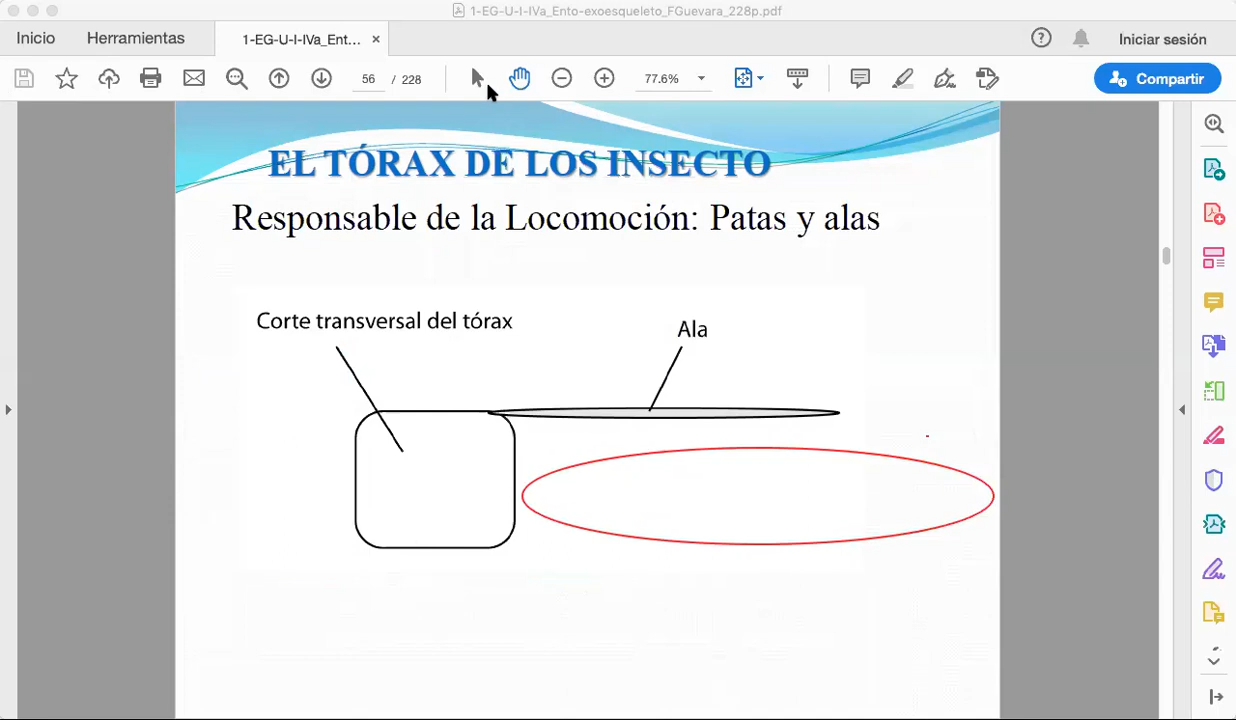 1-EG-U-I-IVa_Ento-exoesqueleto_FGuevara_228p.pdf
Inicio
Herramientas
1-EG-U-I-IVa_Ent...
Iniciar sesión
56 / 228
77.6%
Compartir
EL TÓRAX DE LOS INSECTO
Responsable de la Locomoción: Patas y alas
Corte transversal del tórax
Ala